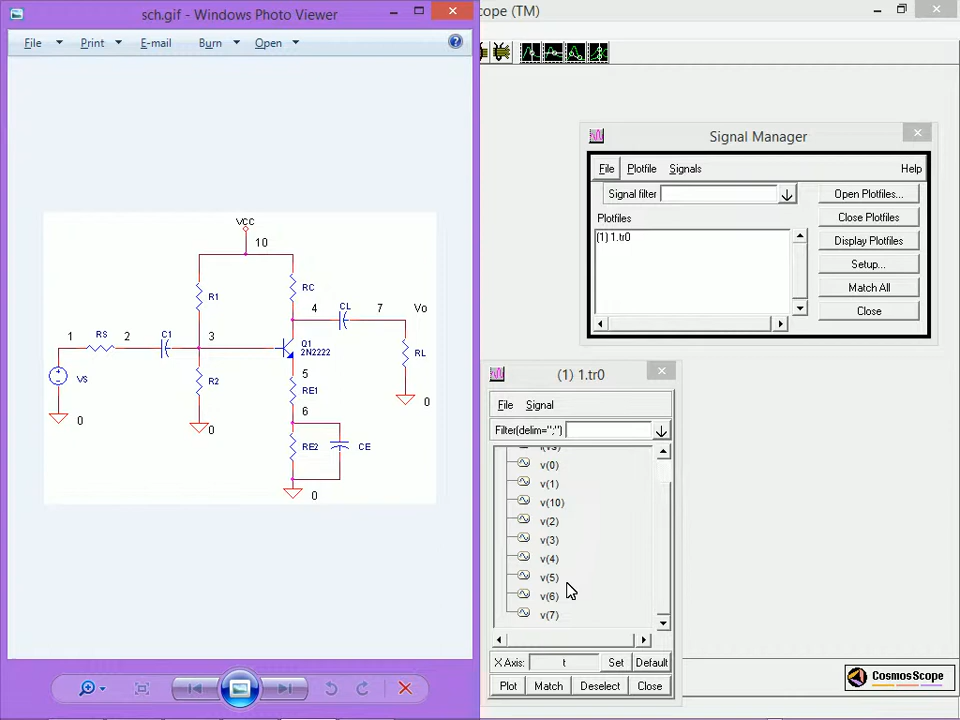 sch.gif - Windows Photo Viewer
File Print E-mail Burn Open
VCC
10
R1
RC
4 CL 7 Vo
1 RS 2 C1 3
Q1
2N2222
RL
VS
R2
5
RE1
0
6
0
0
RE2 CE
0
cope (TM)
Signal Manager
File Plotfile Signals Help
Signal filter
Open Plotfiles...
Plotfiles
Close Plotfiles
(1) 1.tr0
Display Plotfiles
Setup...
Match All
Close
(1) 1.tr0
File Signal
Filter(delim=";")
v(0)
v(1)
v(10)
v(2)
v(3)
v(4)
v(5)
v(6)
v(7)
X Axis: t Set Default
Plot Match Deselect Close
CosmosScope